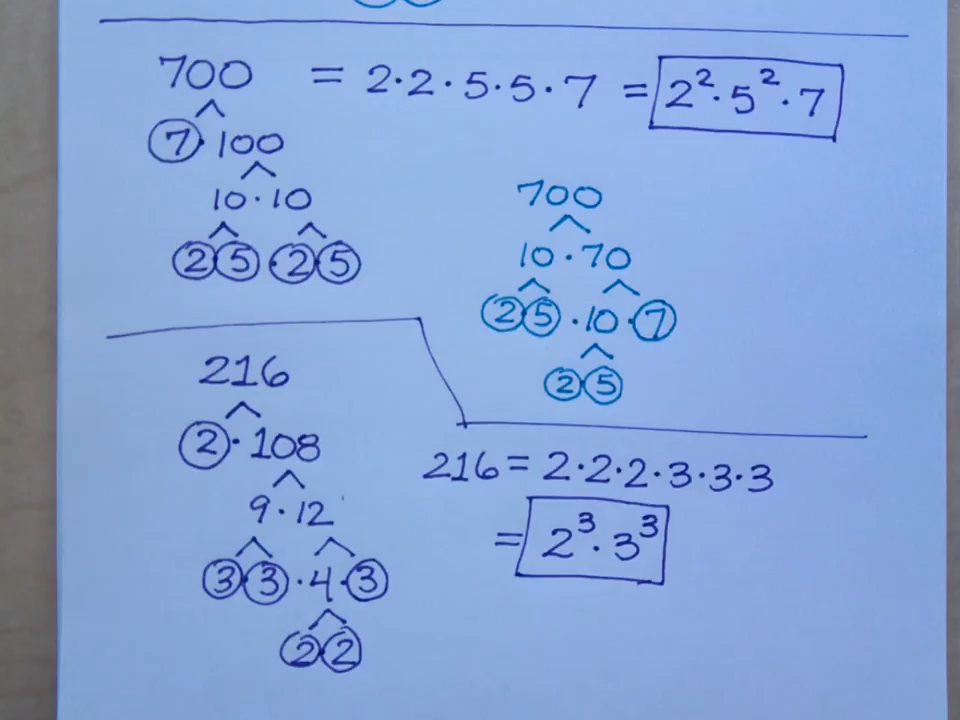 700 = 2·2·5·5·7 = 2²·5²·7
7·100
10·10
2 5 ·2 5
700
10·70
2 5 ·10·7
2 5
216
2·108
9·12
3 3 ·4·3
2 2
216 = 2·2·2·3·3·3
= 2³·3³